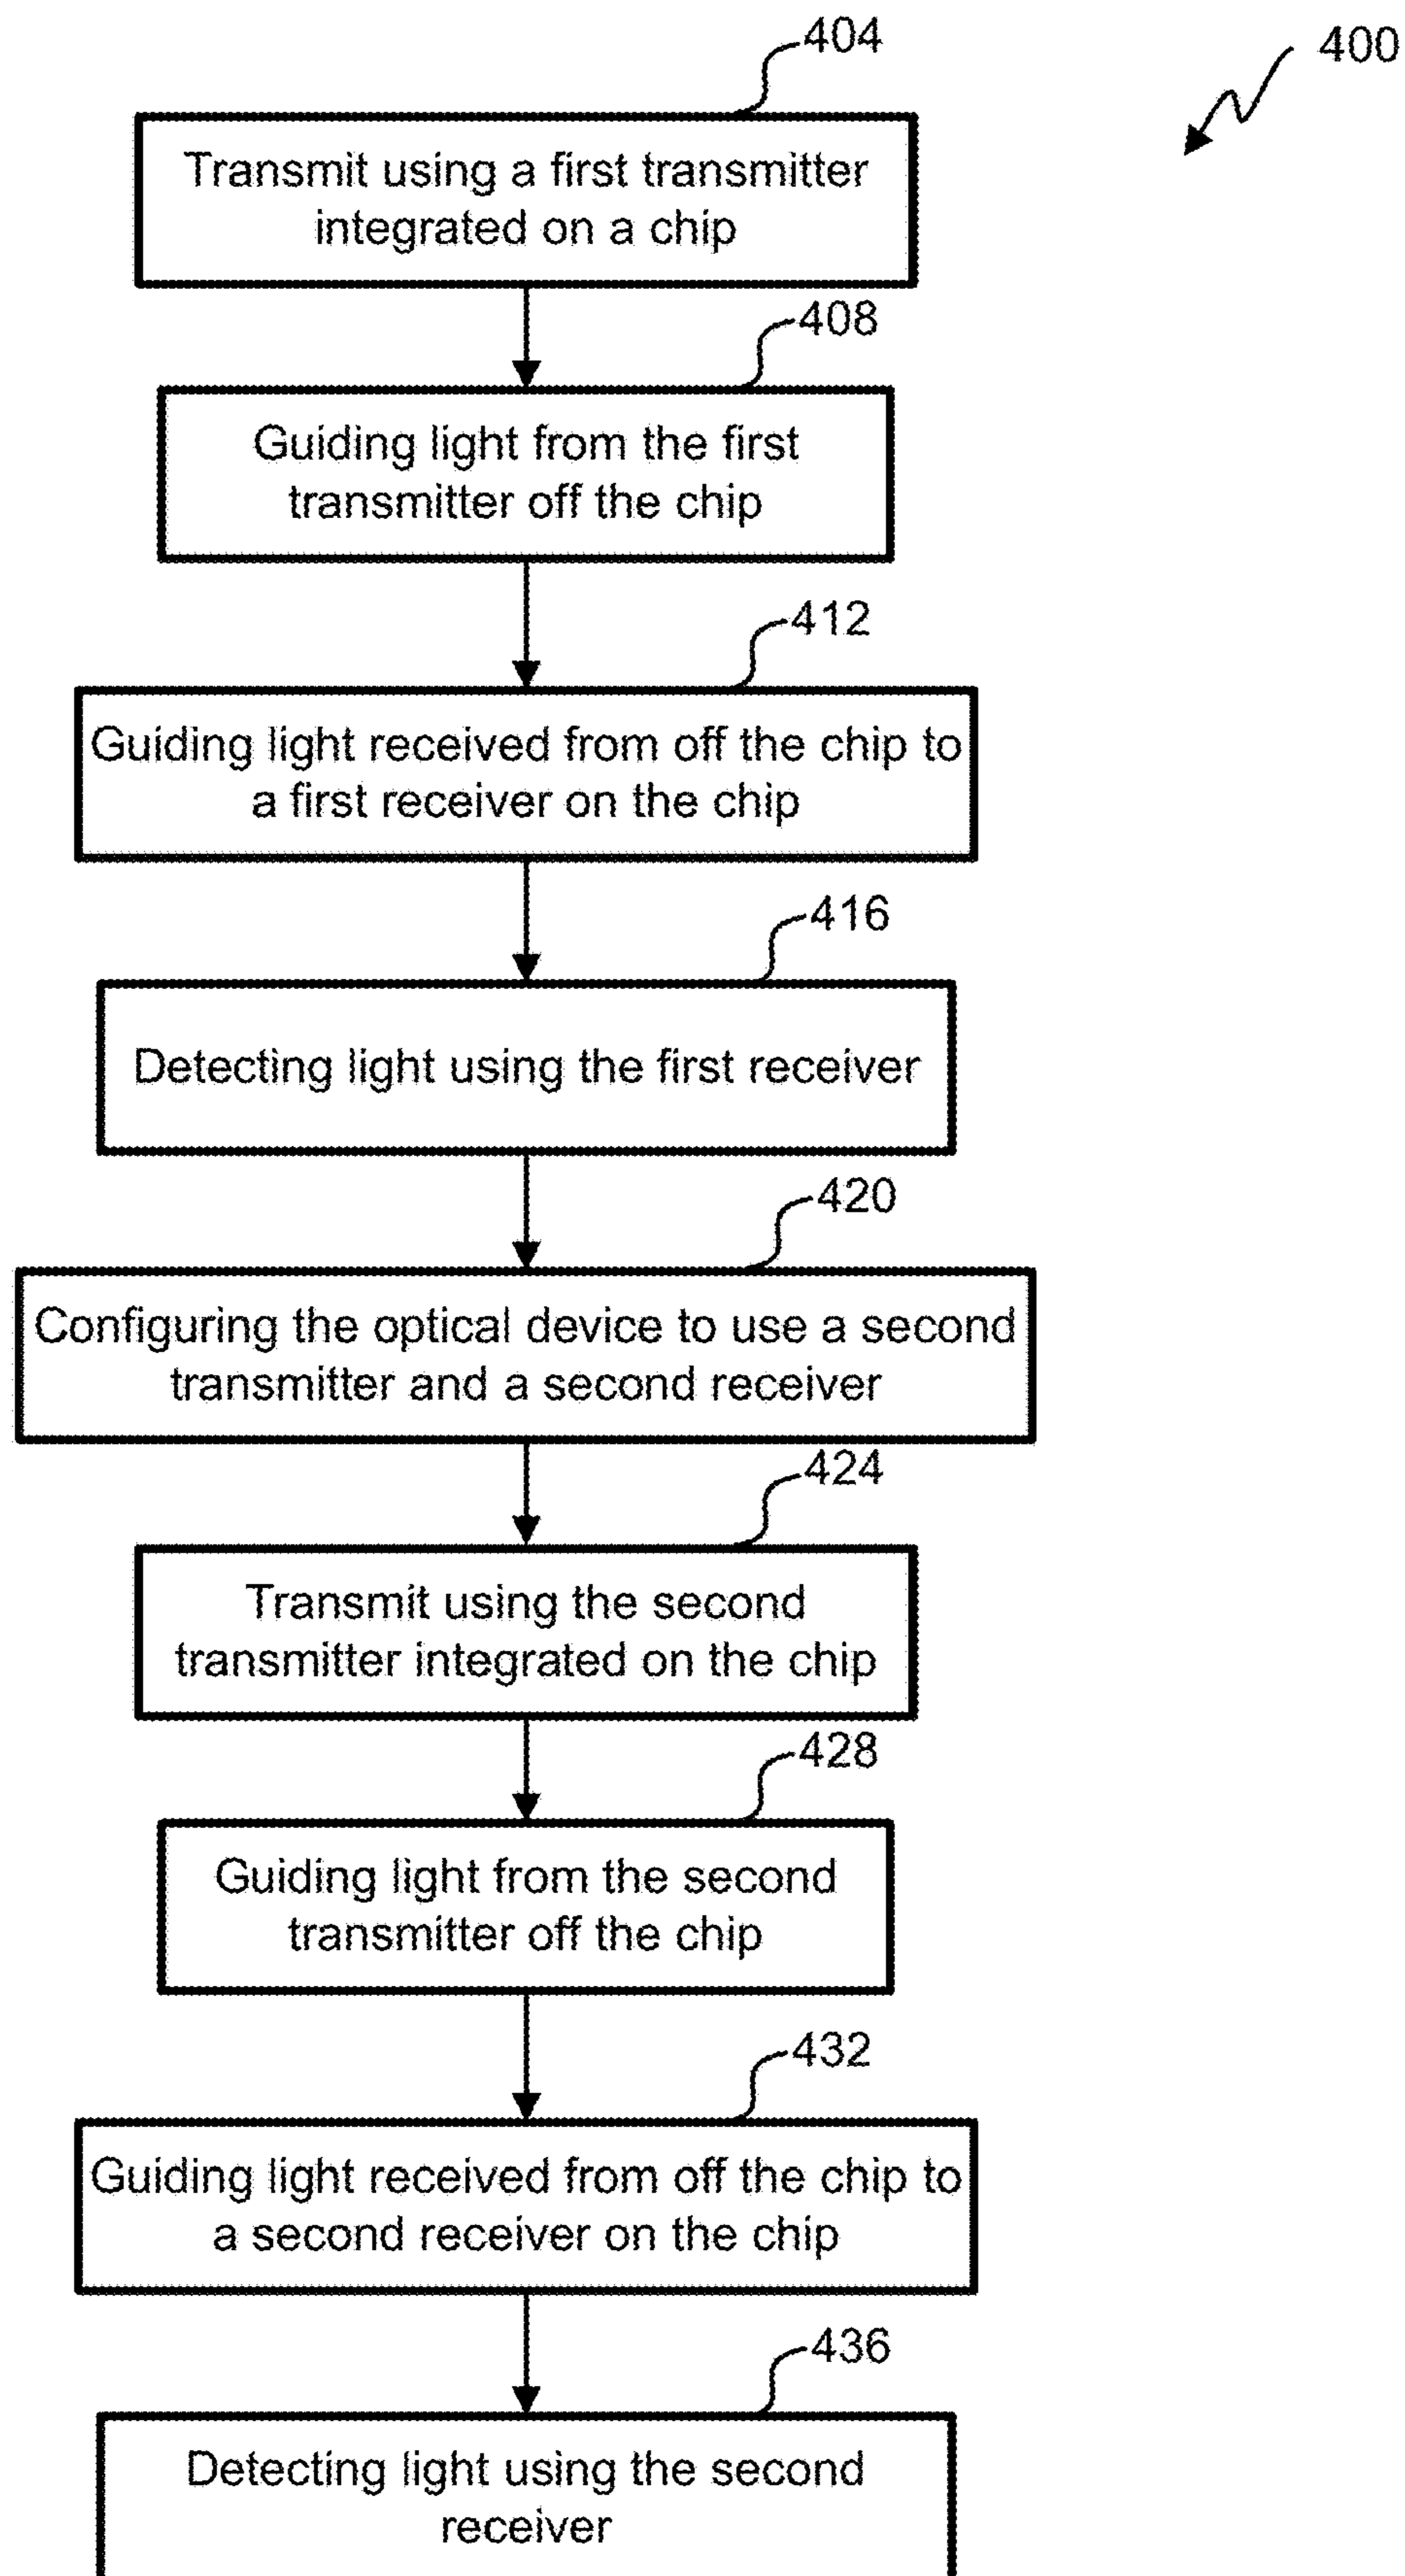 404
400
Transmit using a first transmitter
integrated on a chip
408
Guiding light from the first
transmitter off the chip
412
Guiding light received from off the chip to
a first receiver on the chip
416
Detecting light using the first receiver
420
Configuring the optical device to use a second
transmitter and a second receiver
424
Transmit using the second
transmitter integrated on the chip
428
Guiding light from the second
transmitter off the chip
432
Guiding light received from off the chip to
a second receiver on the chip
436
Detecting light using the second
receiver